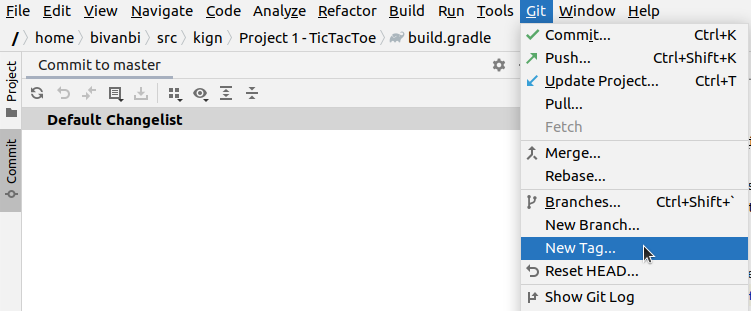 File Edit View Navigate Code Analyze Refactor Build Run Tools Git Window Help
/ home bivanbi src kign Project 1 - TicTacToe build.gradle
Commit to master
Default Changelist
Project
Commit
Commit... Ctrl+K
Push... Ctrl+Shift+K
Update Project... Ctrl+T
Pull...
Fetch
Merge...
Rebase...
Branches... Ctrl+Shift+`
New Branch...
New Tag...
Reset HEAD...
Show Git Log